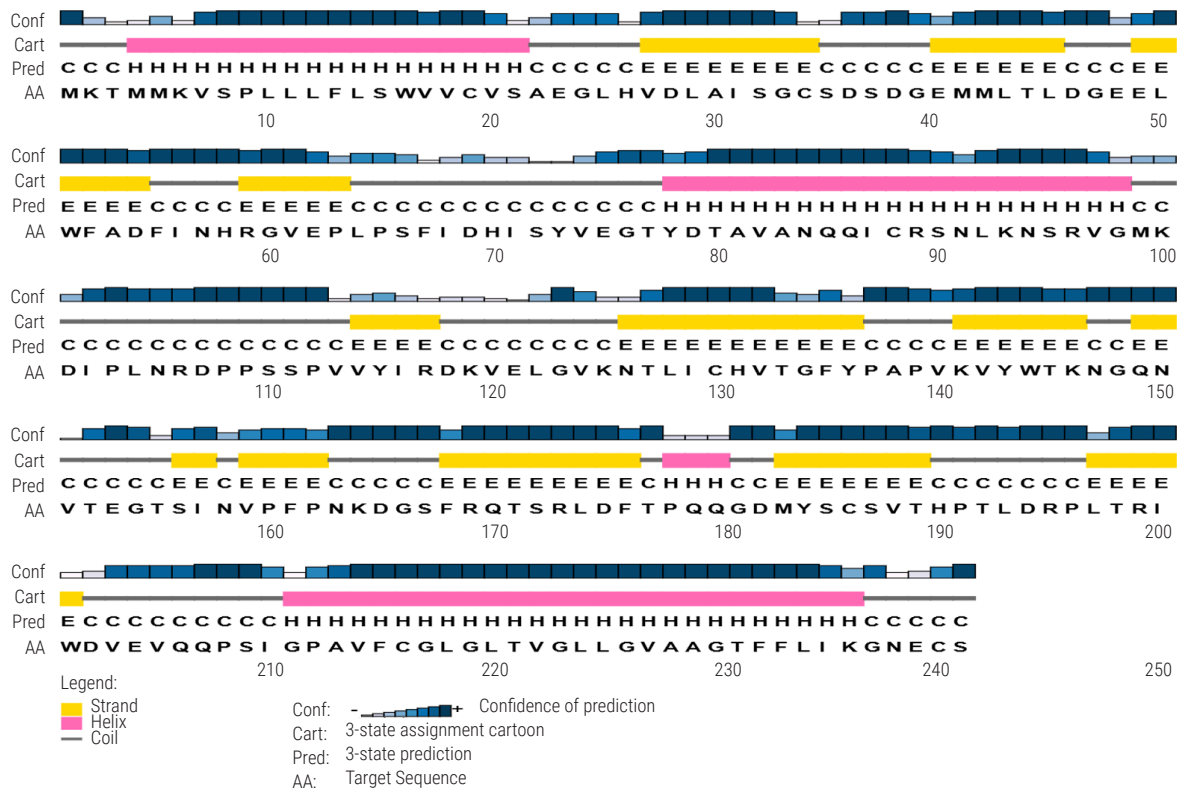 Conf
Cart
Pred C C C H H H H H H H H H H H H H H H H H H C C C C C E E E E E E E E C C C C C E E E E E E C C C E E
AA M K T M M K V S P L L L F L S W V V C V S A E G L H V D L A I S G C S D S D G E M M L T L D G E E L
10 20 30 40 50
Conf
Cart
Pred E E E E C C C C E E E E E C C C C C C C C C C C C C C H H H H H H H H H H H H H H H H H H H H H C C
AA W F A D F I N H R G V E P L P S F I D H I S Y V E G T Y D T A V A N Q Q I C R S N L K N S R V G M K
60 70 80 90 100
Conf
Cart
Pred C C C C C C C C C C C C C E E E E C C C C C C C C E E E E E E E E E E E C C C C E E E E E E C C E E
AA D I P L N R D P P S S P V V Y I R D K V E L G V K N T L I C H V T G F Y P A P V K V Y W T K N G Q N
110 120 130 140 150
Conf
Cart
Pred C C C C C E E C E E E E C C C C C E E E E E E E E E C H H H C C E E E E E E E C C C C C C C E E E E
AA V T E G T S I N V P F P N K D G S F R Q T S R L D F T P Q Q G D M Y S C S V T H P T L D R P L T R I
160 170 180 190 200
Conf
Cart
Pred E C C C C C C C C C H H H H H H H H H H H H H H H H H H H H H H H H H H C C C C C
AA W D V E V Q Q P S I G P A V F C G L G L T V G L L G V A A G T F F L I K G N E C S
210 220 230 240 250
Legend:
Strand
Helix
Coil
Conf: - + Confidence of prediction
Cart: 3-state assignment cartoon
Pred: 3-state prediction
AA: Target Sequence